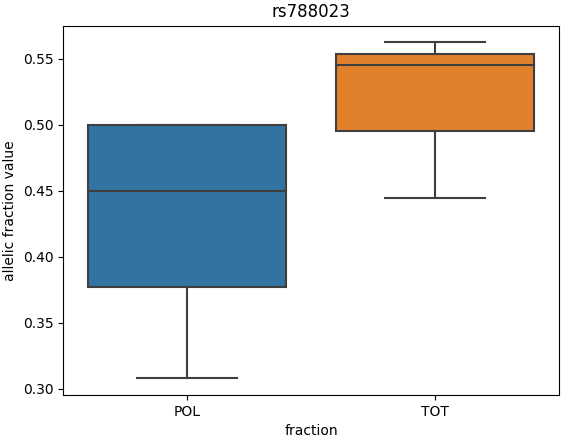 rs788023
allelic fraction value
0.55
0.50
0.45
0.40
0.35
0.30
POL
TOT
fraction